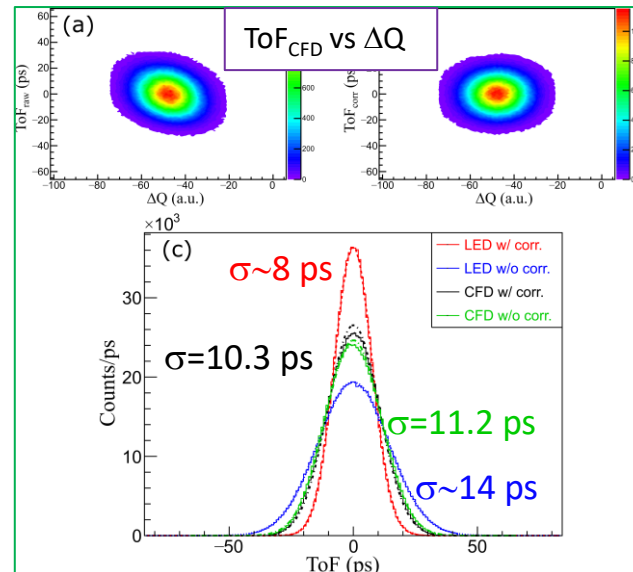 (a)
ToF_CFD vs ΔQ
ToF_raw (ps)
60
40
20
0
−20
−40
−60
−100 −80 −60 −40 −20 0
ΔQ (a.u.)
600
400
200
0
ToF_corr (ps)
60
40
20
0
−20
−40
−60
−100 −80 −60 −40 −20 0
ΔQ (a.u.)
×10³
(c)
LED w/ corr.
LED w/o corr.
CFD w/ corr.
CFD w/o corr.
σ~8 ps
σ=10.3 ps
σ=11.2 ps
σ~14 ps
Counts/ps
30
20
10
0
−50 0 50
ToF (ps)